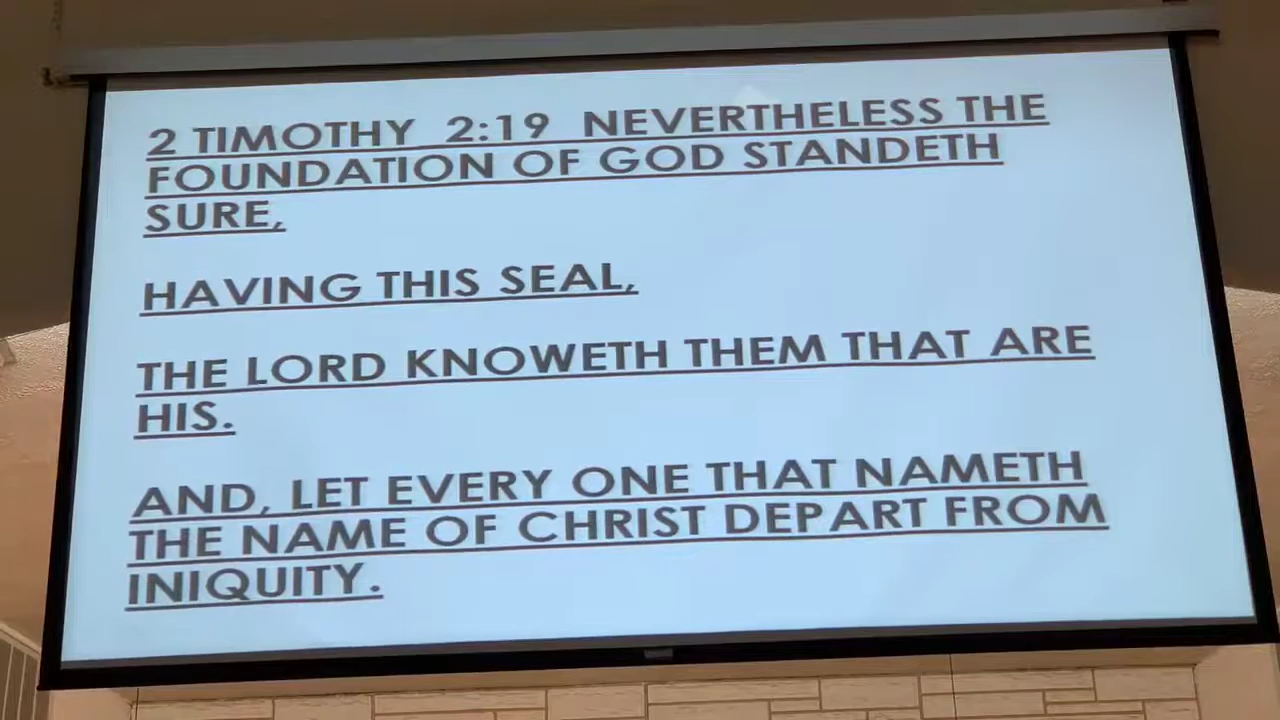 2 TIMOTHY 2:19 NEVERTHELESS THE
FOUNDATION OF GOD STANDETH
SURE,
HAVING THIS SEAL,
THE LORD KNOWETH THEM THAT ARE
HIS.
AND, LET EVERY ONE THAT NAMETH
THE NAME OF CHRIST DEPART FROM
INIQUITY.